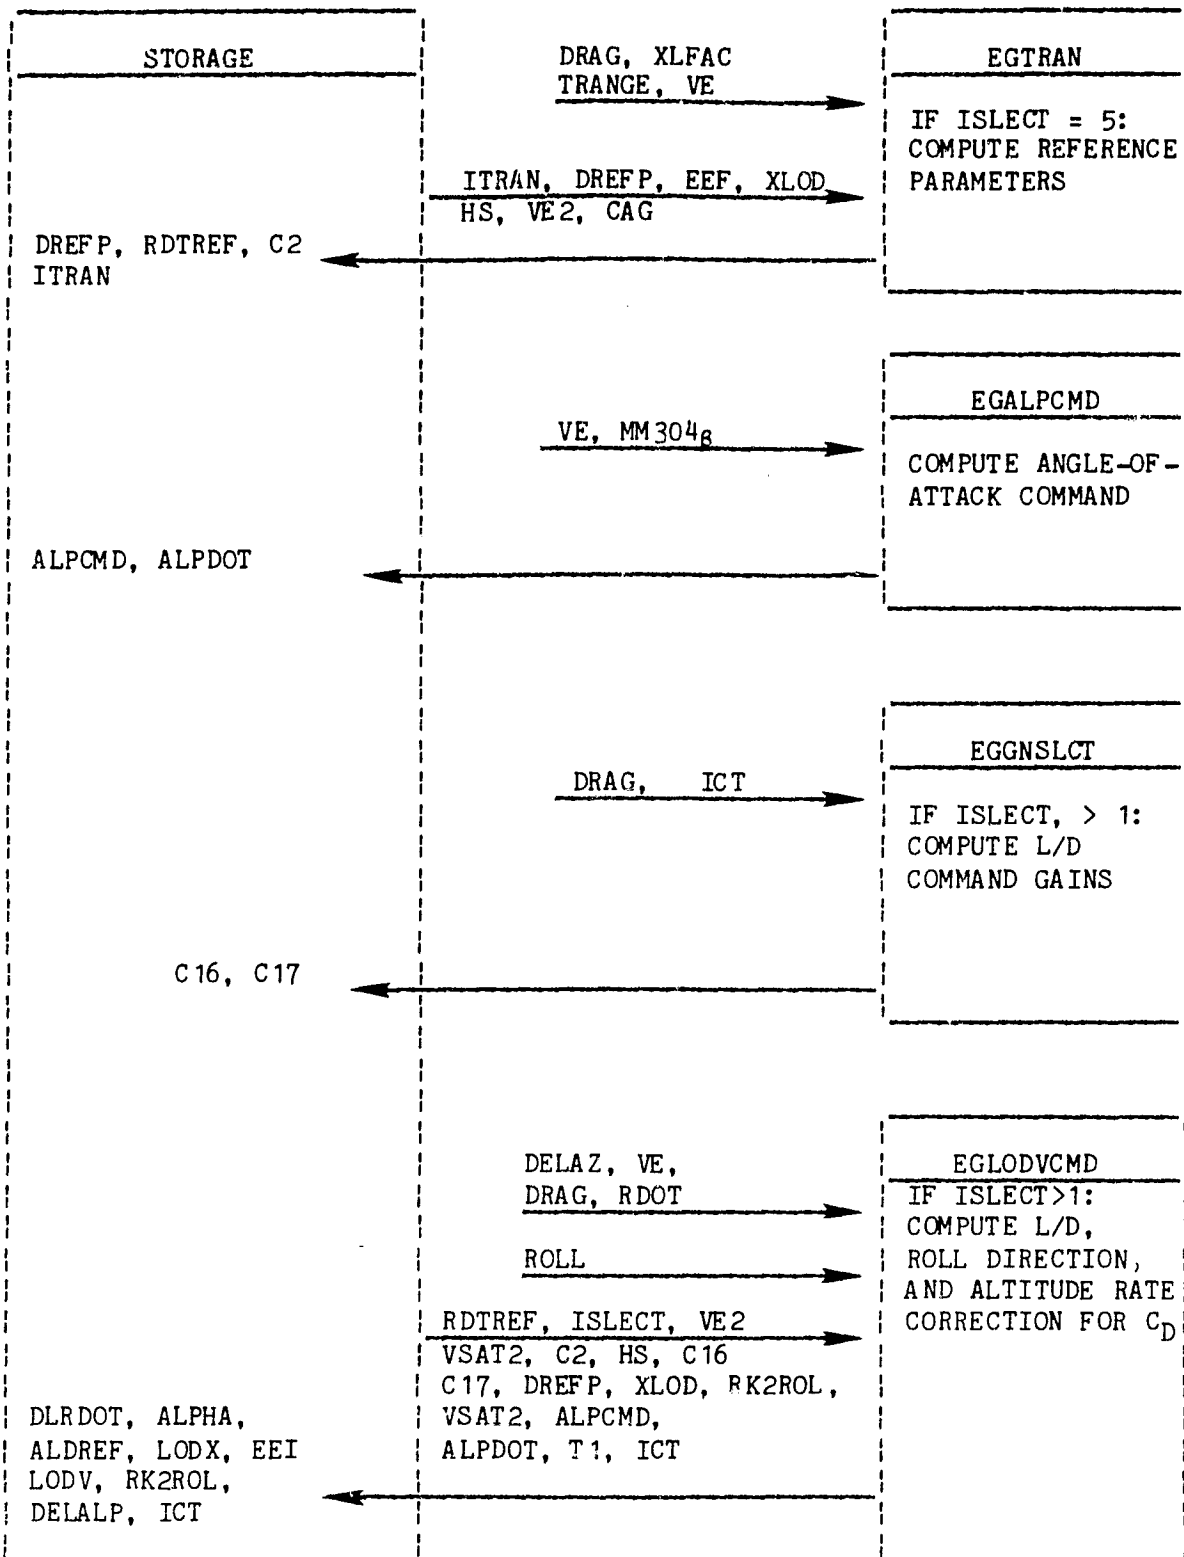 STORAGE
DRAG, XLFAC
TRANGE, VE
EGTRAN
IF ISLECT = 5:
COMPUTE REFERENCE
PARAMETERS
ITRAN, DREFP, EEF, XLOD
HS, VE2, CAG
DREFP, RDTREF, C2
ITRAN
EGALPCMD
VE, MM304ᵦ
COMPUTE ANGLE-OF-
ATTACK COMMAND
ALPCMD, ALPDOT
EGGNSLCT
DRAG, ICT
IF ISLECT, > 1:
COMPUTE L/D
COMMAND GAINS
C16, C17
DELAZ, VE,
DRAG, RDOT
EGLODVCMD
IF ISLECT>1:
COMPUTE L/D,
ROLL DIRECTION,
AND ALTITUDE RATE
CORRECTION FOR C_D
ROLL
RDTREF, ISLECT, VE2
VSAT2, C2, HS, C16
C17, DREFP, XLOD, RK2ROL,
VSAT2, ALPCMD,
ALPDOT, T1, ICT
DLRDOT, ALPHA,
ALDREF, LODX, EEI
LODV, RK2ROL,
DELALP, ICT